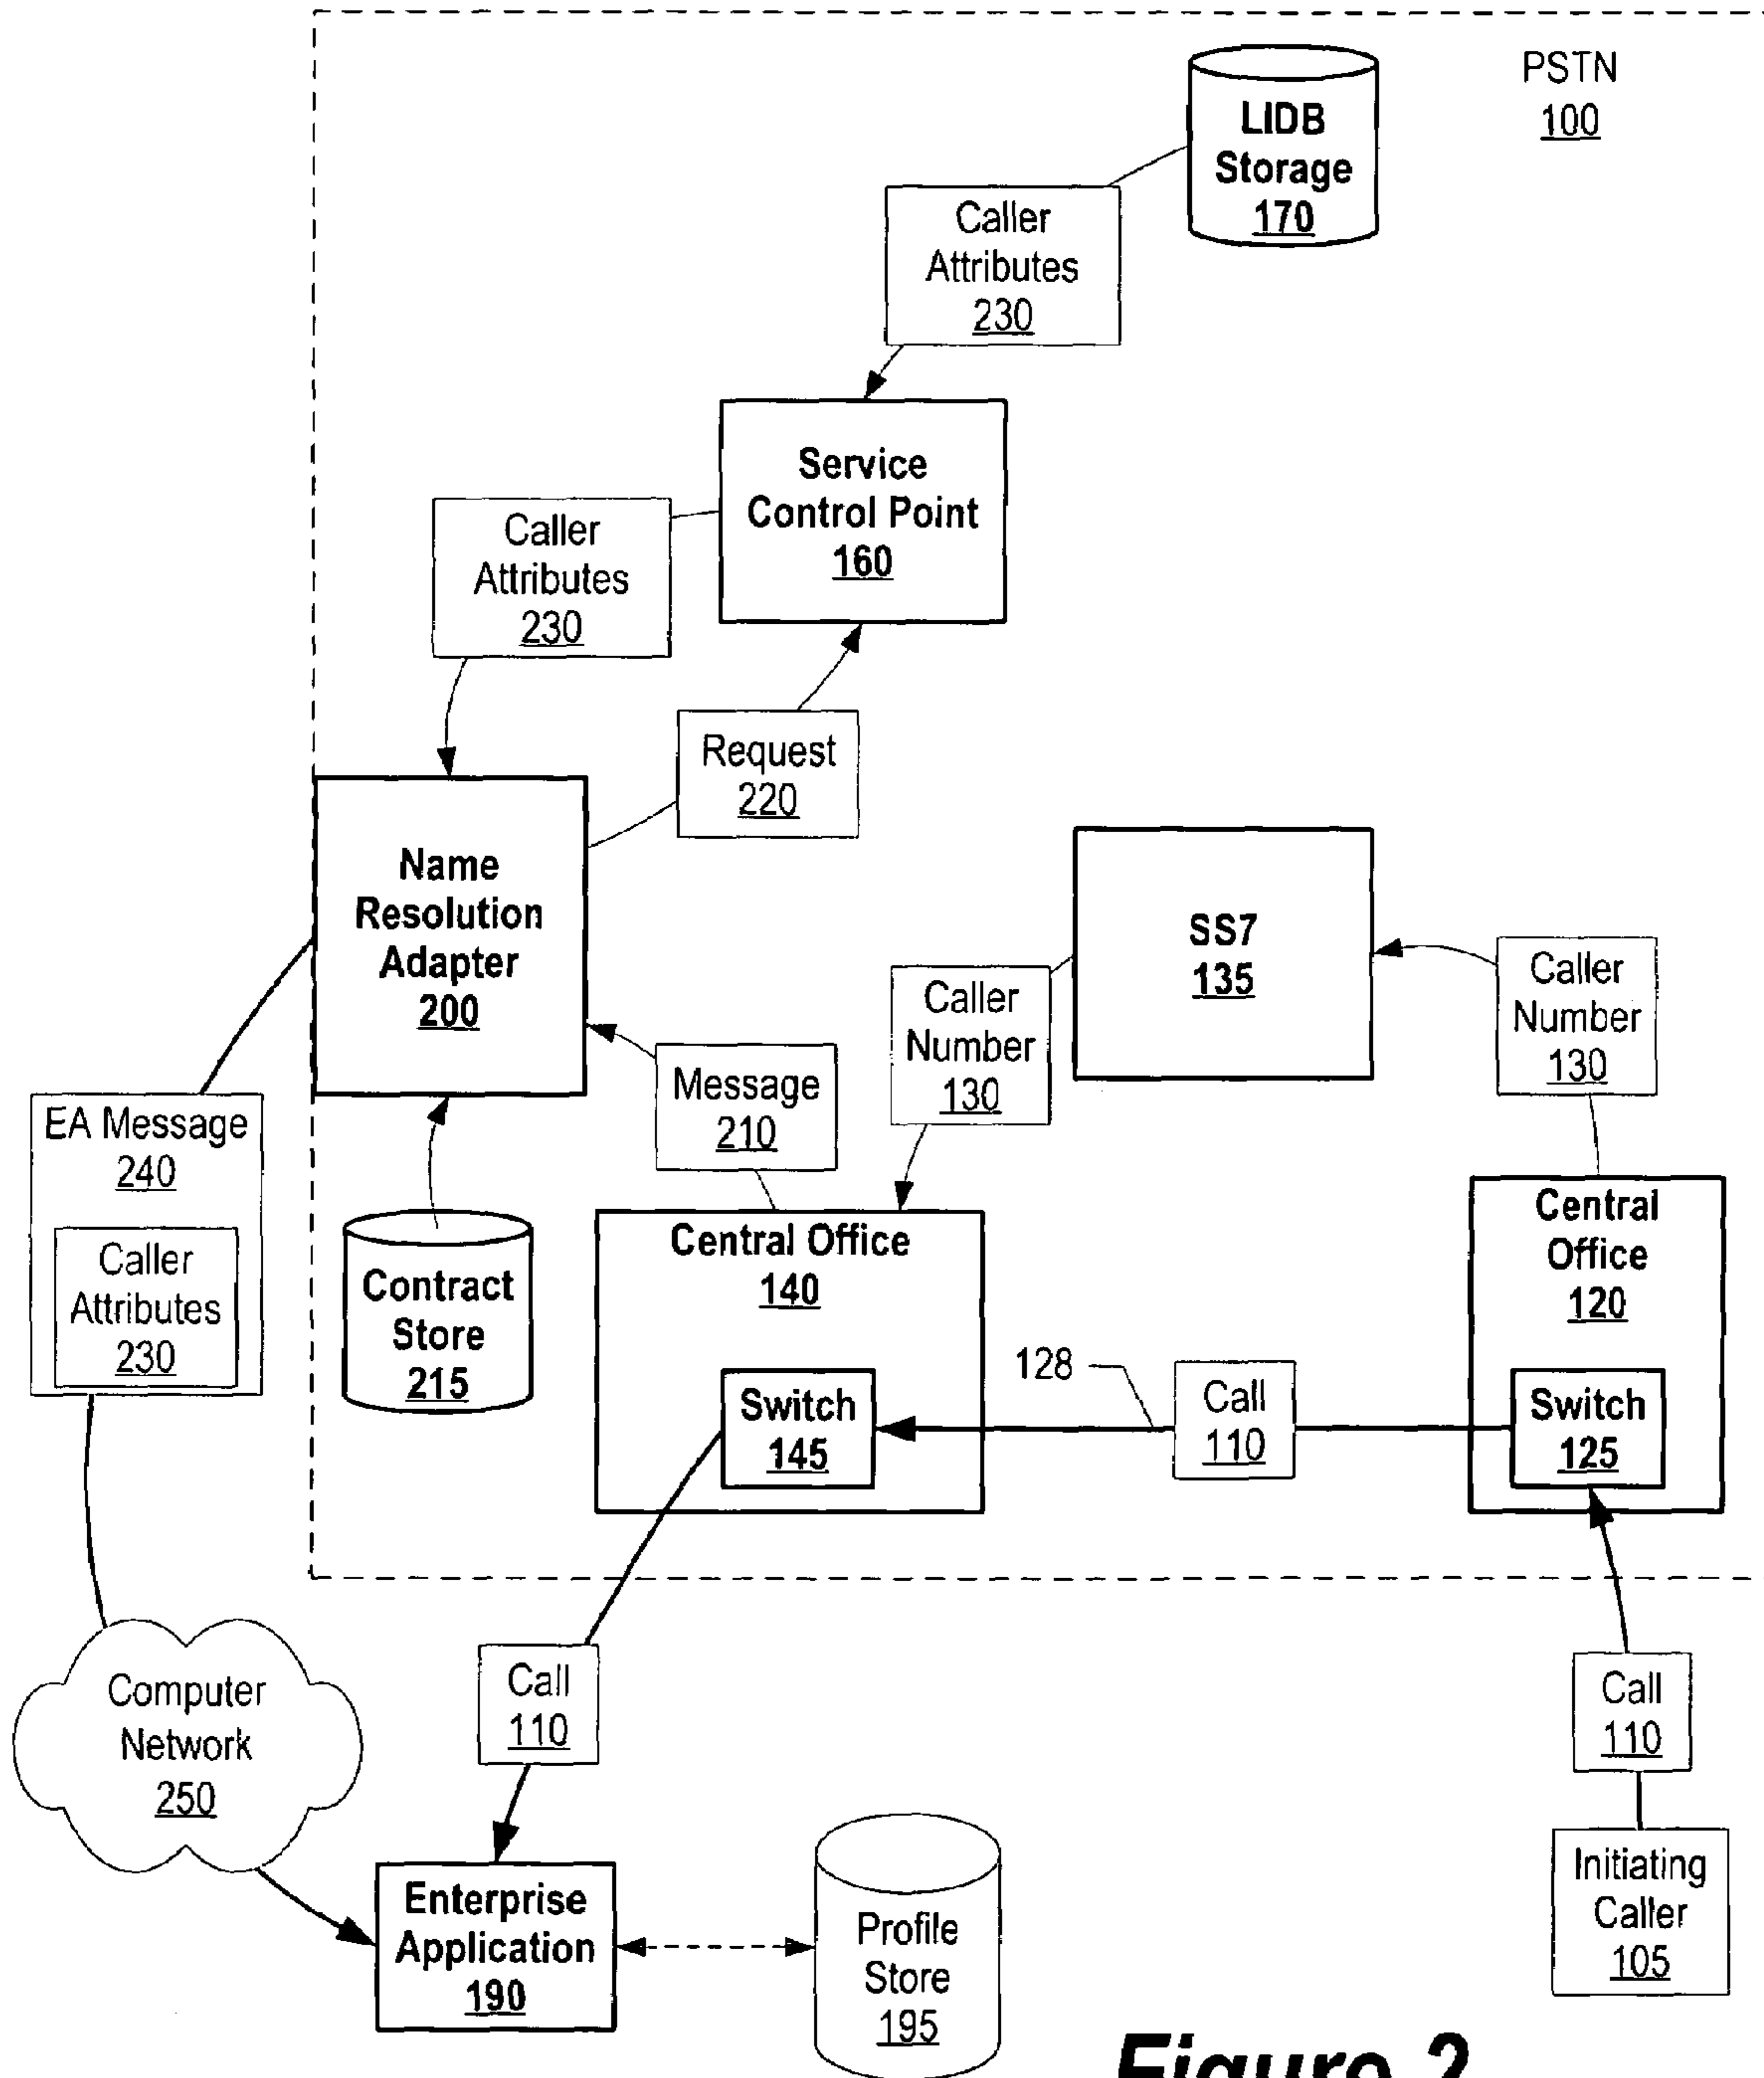 PSTN
100
LIDB
Storage
170
Caller
Attributes
230
Service
Control Point
160
Caller
Attributes
230
Request
220
Name
Resolution
Adapter
200
SS7
135
Caller
Number
130
Caller
Number
130
Message
210
EA Message
240
Caller
Attributes
230
Contract
Store
215
Central Office
140
Switch
145
128
Call
110
Central
Office
120
Switch
125
Computer
Network
250
Call
110
Call
110
Enterprise
Application
190
Profile
Store
195
Initiating
Caller
105
Figure 2